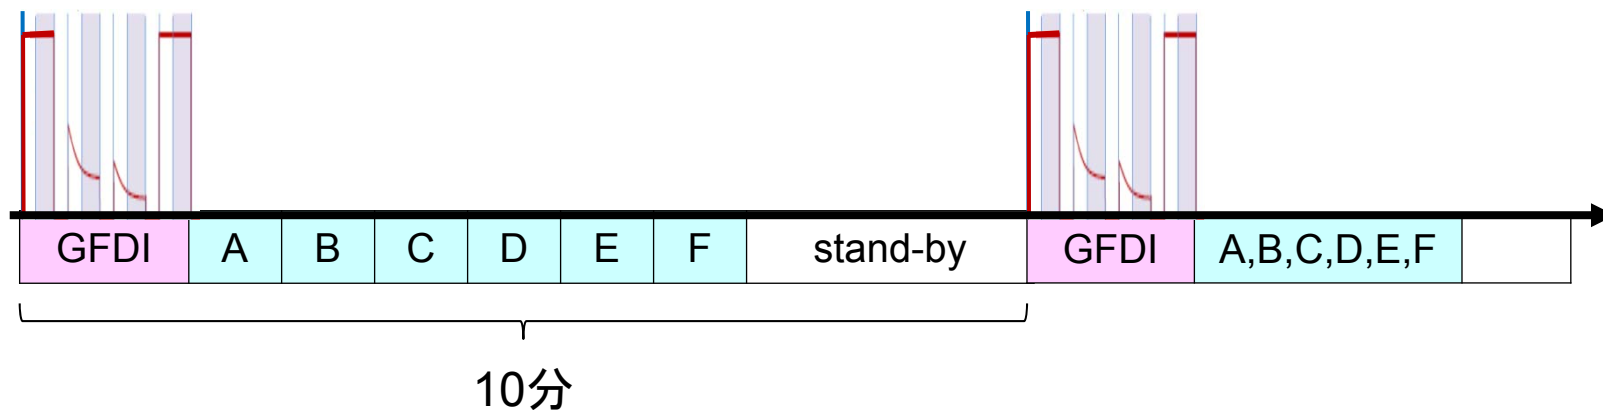 GFDI A B C D E F stand-by GFDI A,B,C,D,E,F
10分